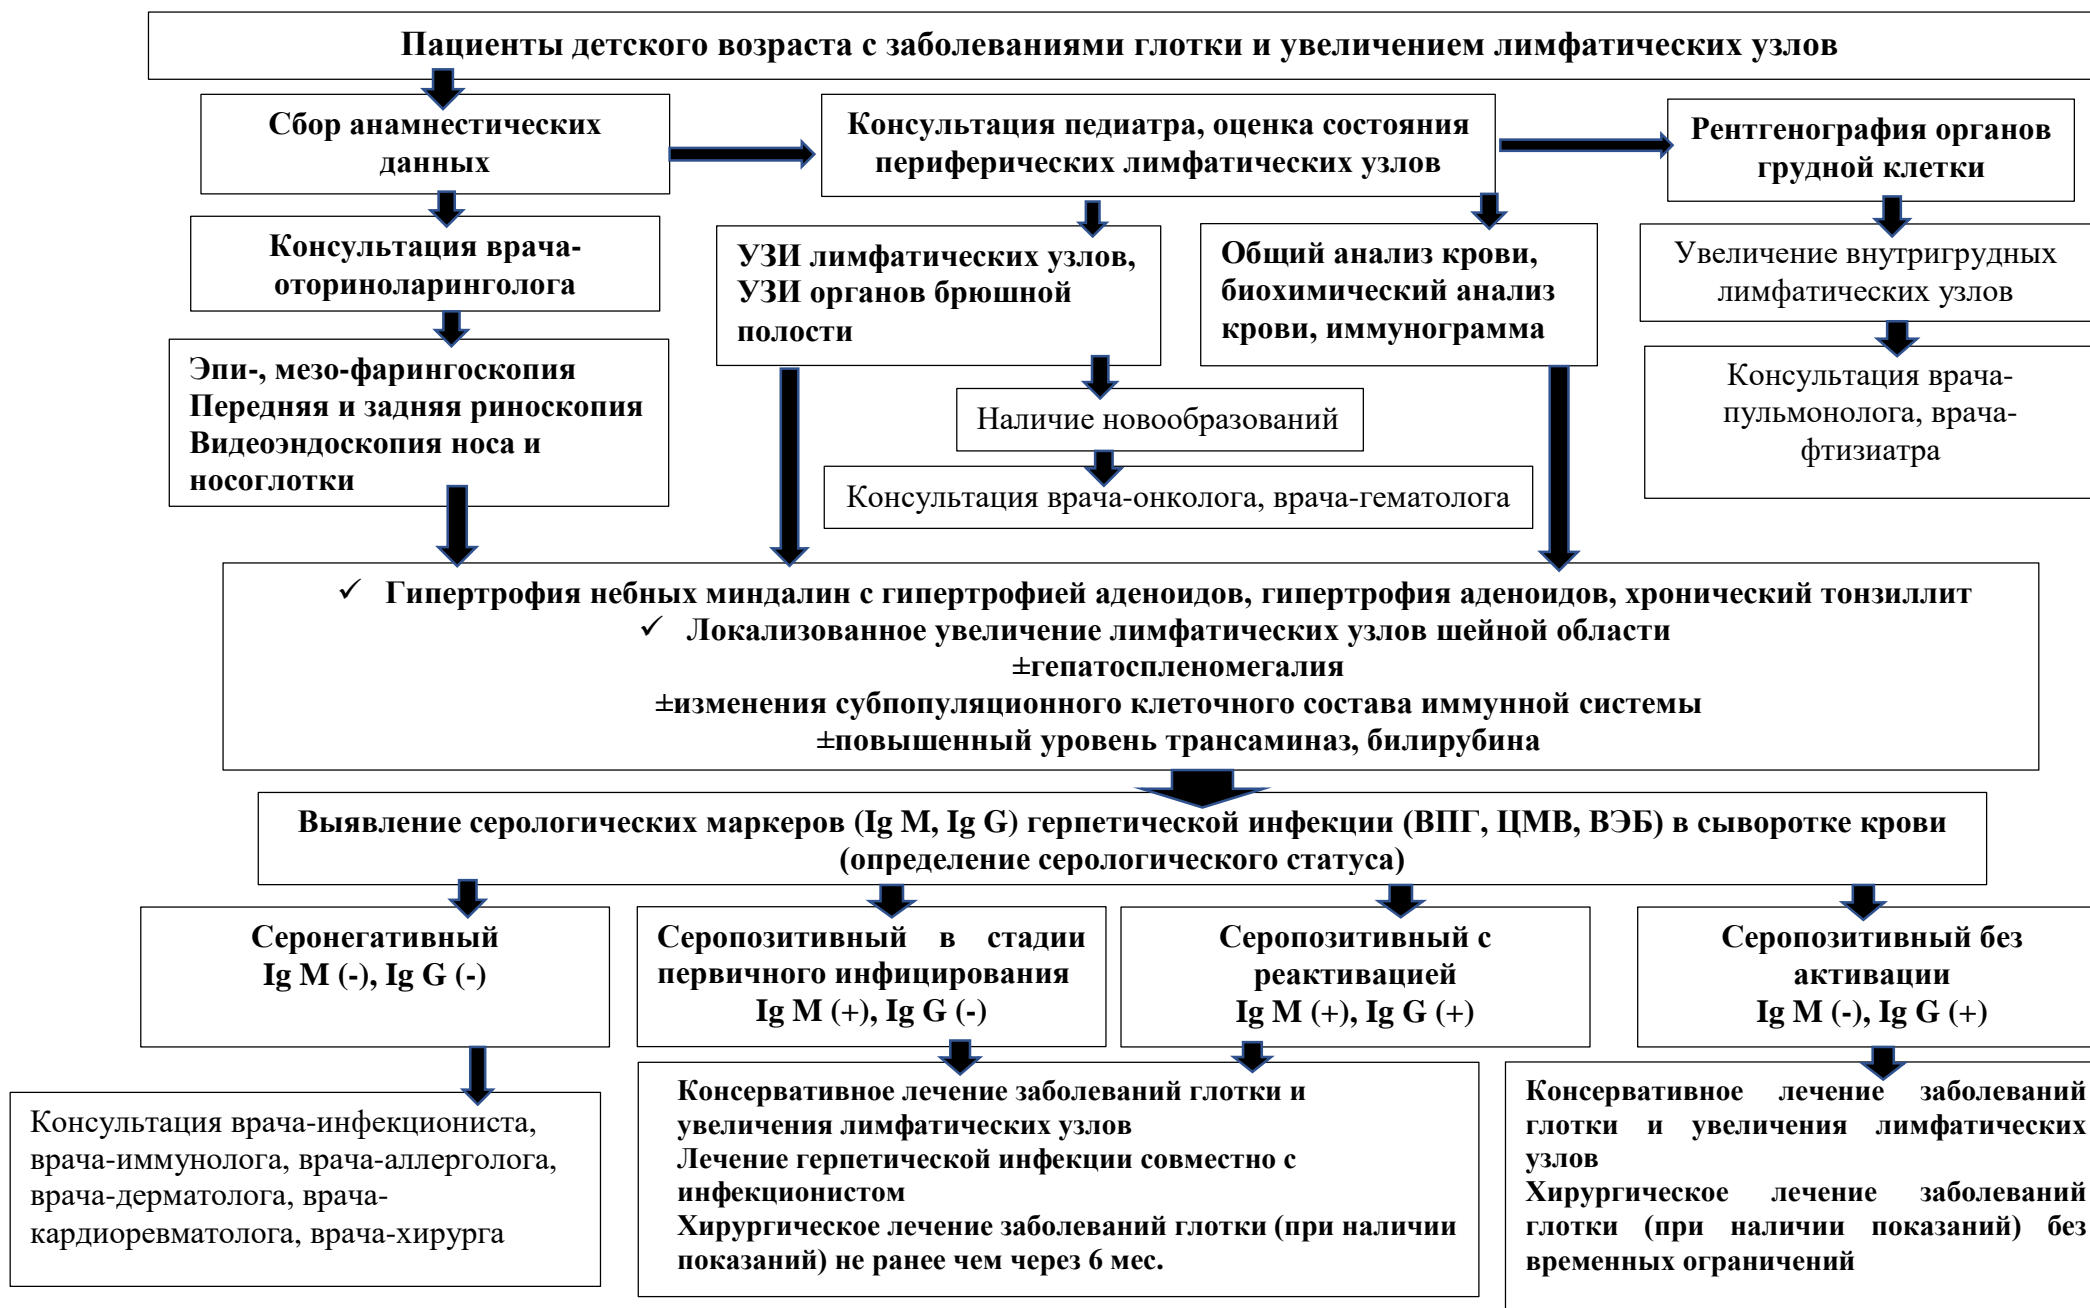 Пациенты детского возраста с заболеваниями глотки и увеличением лимфатических узлов
Сбор анамнестических
данных
Консультация педиатра, оценка состояния
периферических лимфатических узлов
Рентгенография органов
грудной клетки
Консультация врача-
оториноларинголога
УЗИ лимфатических узлов,
УЗИ органов брюшной
полости
Общий анализ крови,
биохимический анализ
крови, иммунограмма
Увеличение внутригрудных
лимфатических узлов
Эпи-, мезо-фарингоскопия
Передняя и задняя риноскопия
Видеоэндоскопия носа и
носоглотки
Наличие новообразований
Консультация врача-онколога, врача-гематолога
Консультация врача-
пульмонолога, врача-
фтизиатра
✓ Гипертрофия небных миндалин с гипертрофией аденоидов, гипертрофия аденоидов, хронический тонзиллит
✓ Локализованное увеличение лимфатических узлов шейной области
±гепатоспленомегалия
±изменения субпопуляционного клеточного состава иммунной системы
±повышенный уровень трансаминаз, билирубина
Выявление серологических маркеров (Ig M, Ig G) герпетической инфекции (ВПГ, ЦМВ, ВЭБ) в сыворотке крови
(определение серологического статуса)
Серонегативный
Ig M (-), Ig G (-)
Серопозитивный в стадии
первичного инфицирования
Ig M (+), Ig G (-)
Серопозитивный с
реактивацией
Ig M (+), Ig G (+)
Серопозитивный без
активации
Ig M (-), Ig G (+)
Консультация врача-инфекциониста,
врача-иммунолога, врача-аллерголога,
врача-дерматолога, врача-
кардиоревматолога, врача-хирурга
Консервативное лечение заболеваний глотки и
увеличения лимфатических узлов
Лечение герпетической инфекции совместно с
инфекционистом
Хирургическое лечение заболеваний глотки (при наличии
показаний) не ранее чем через 6 мес.
Консервативное лечение заболеваний
глотки и увеличения лимфатических
узлов
Хирургическое лечение заболеваний
глотки (при наличии показаний) без
временных ограничений